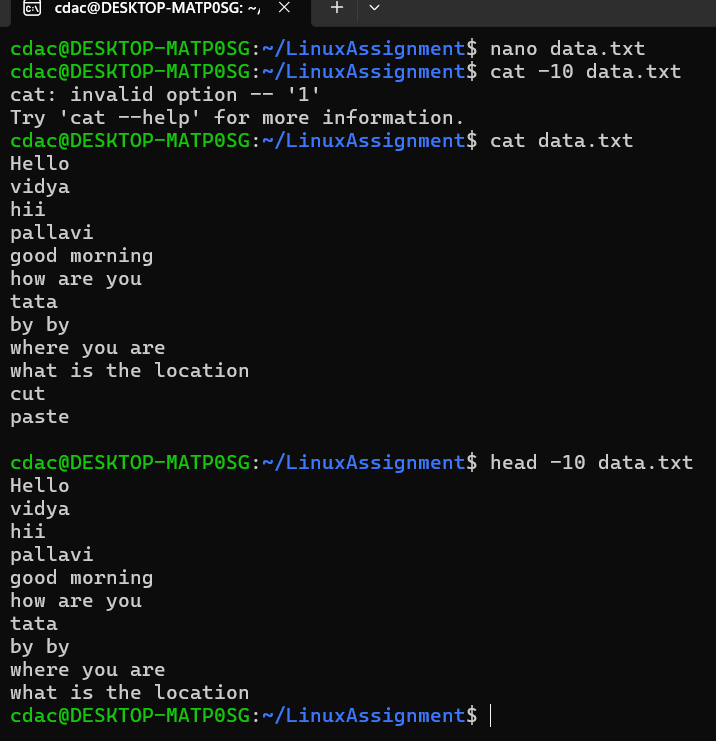 cdac@DESKTOP-MATP0SG: ~/
cdac@DESKTOP-MATP0SG:~/LinuxAssignment$ nano data.txt
cdac@DESKTOP-MATP0SG:~/LinuxAssignment$ cat -10 data.txt
cat: invalid option -- '1'
Try 'cat --help' for more information.
cdac@DESKTOP-MATP0SG:~/LinuxAssignment$ cat data.txt
Hello
vidya
hii
pallavi
good morning
how are you
tata
by by
where you are
what is the location
cut
paste

cdac@DESKTOP-MATP0SG:~/LinuxAssignment$ head -10 data.txt
Hello
vidya
hii
pallavi
good morning
how are you
tata
by by
where you are
what is the location
cdac@DESKTOP-MATP0SG:~/LinuxAssignment$